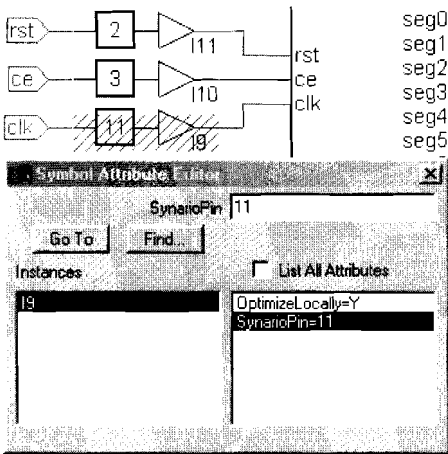 rst 2 I11 rst seg0
seg1
ce 3 I10 ce seg2
seg3
clk 11 I9 clk seg4
seg5
Symbol Attribute Editor
SynarioPin 11
Go To Find...
Instances List All Attributes
I9 OptimizeLocally=Y
SynarioPin=11